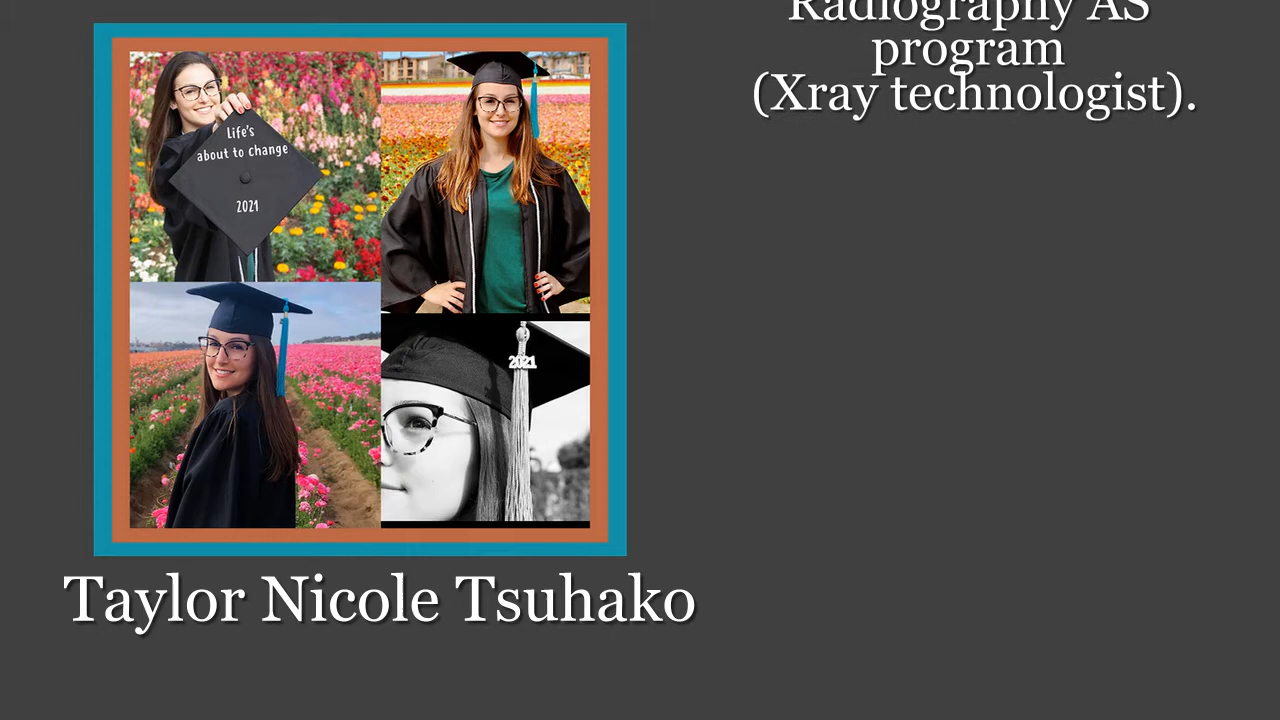 Radiography AS
program
(Xray technologist).
Life's
about to change
2021
2021
Taylor Nicole Tsuhako